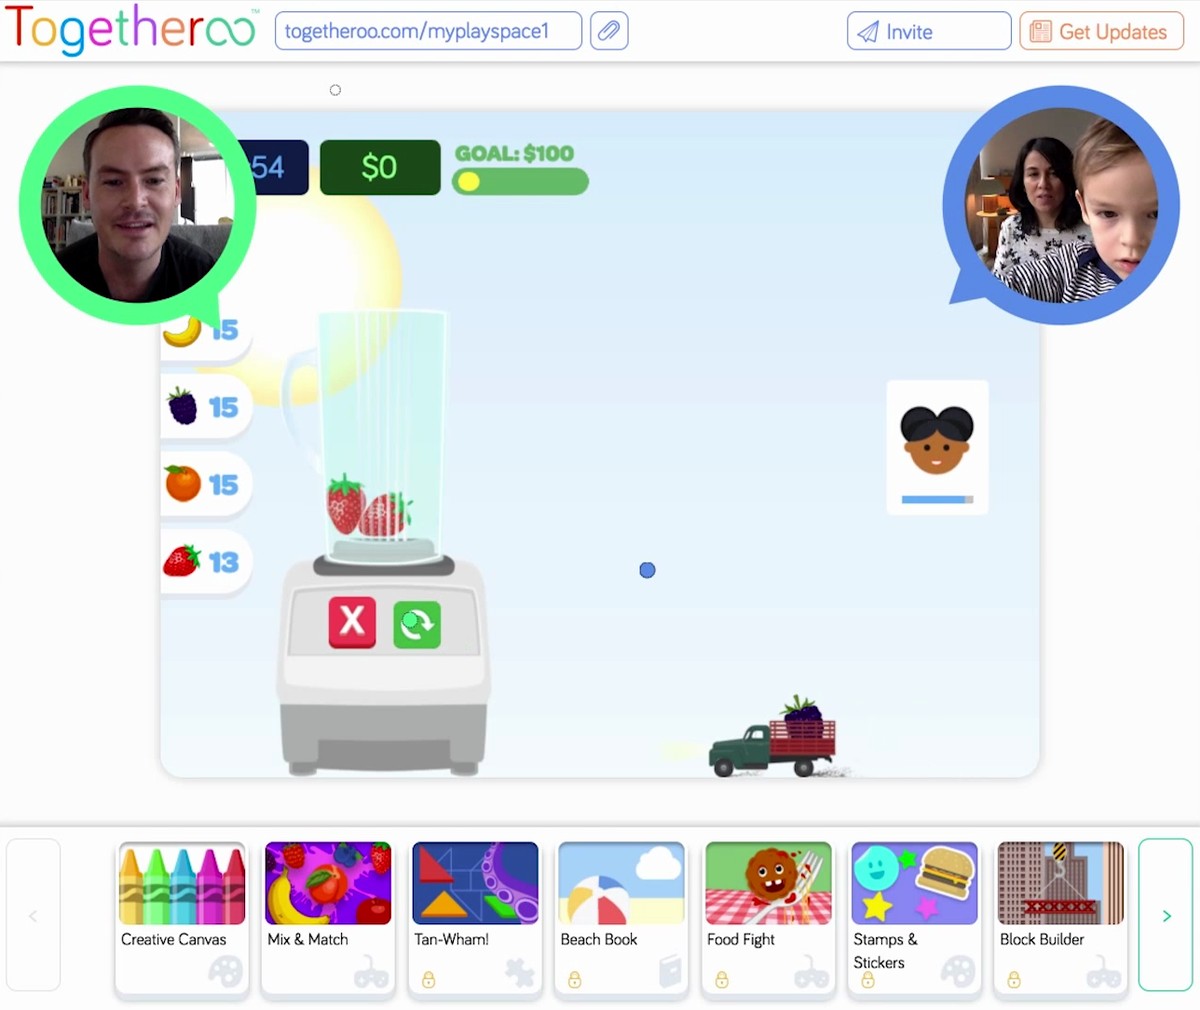 Togetheroo™
togetheroo.com/myplayspace1
Invite
Get Updates
:54
$0
GOAL: $100
15
15
15
13
X
Creative Canvas
Mix & Match
Tan-Wham!
Beach Book
Food Fight
Stamps &
Stickers
Block Builder